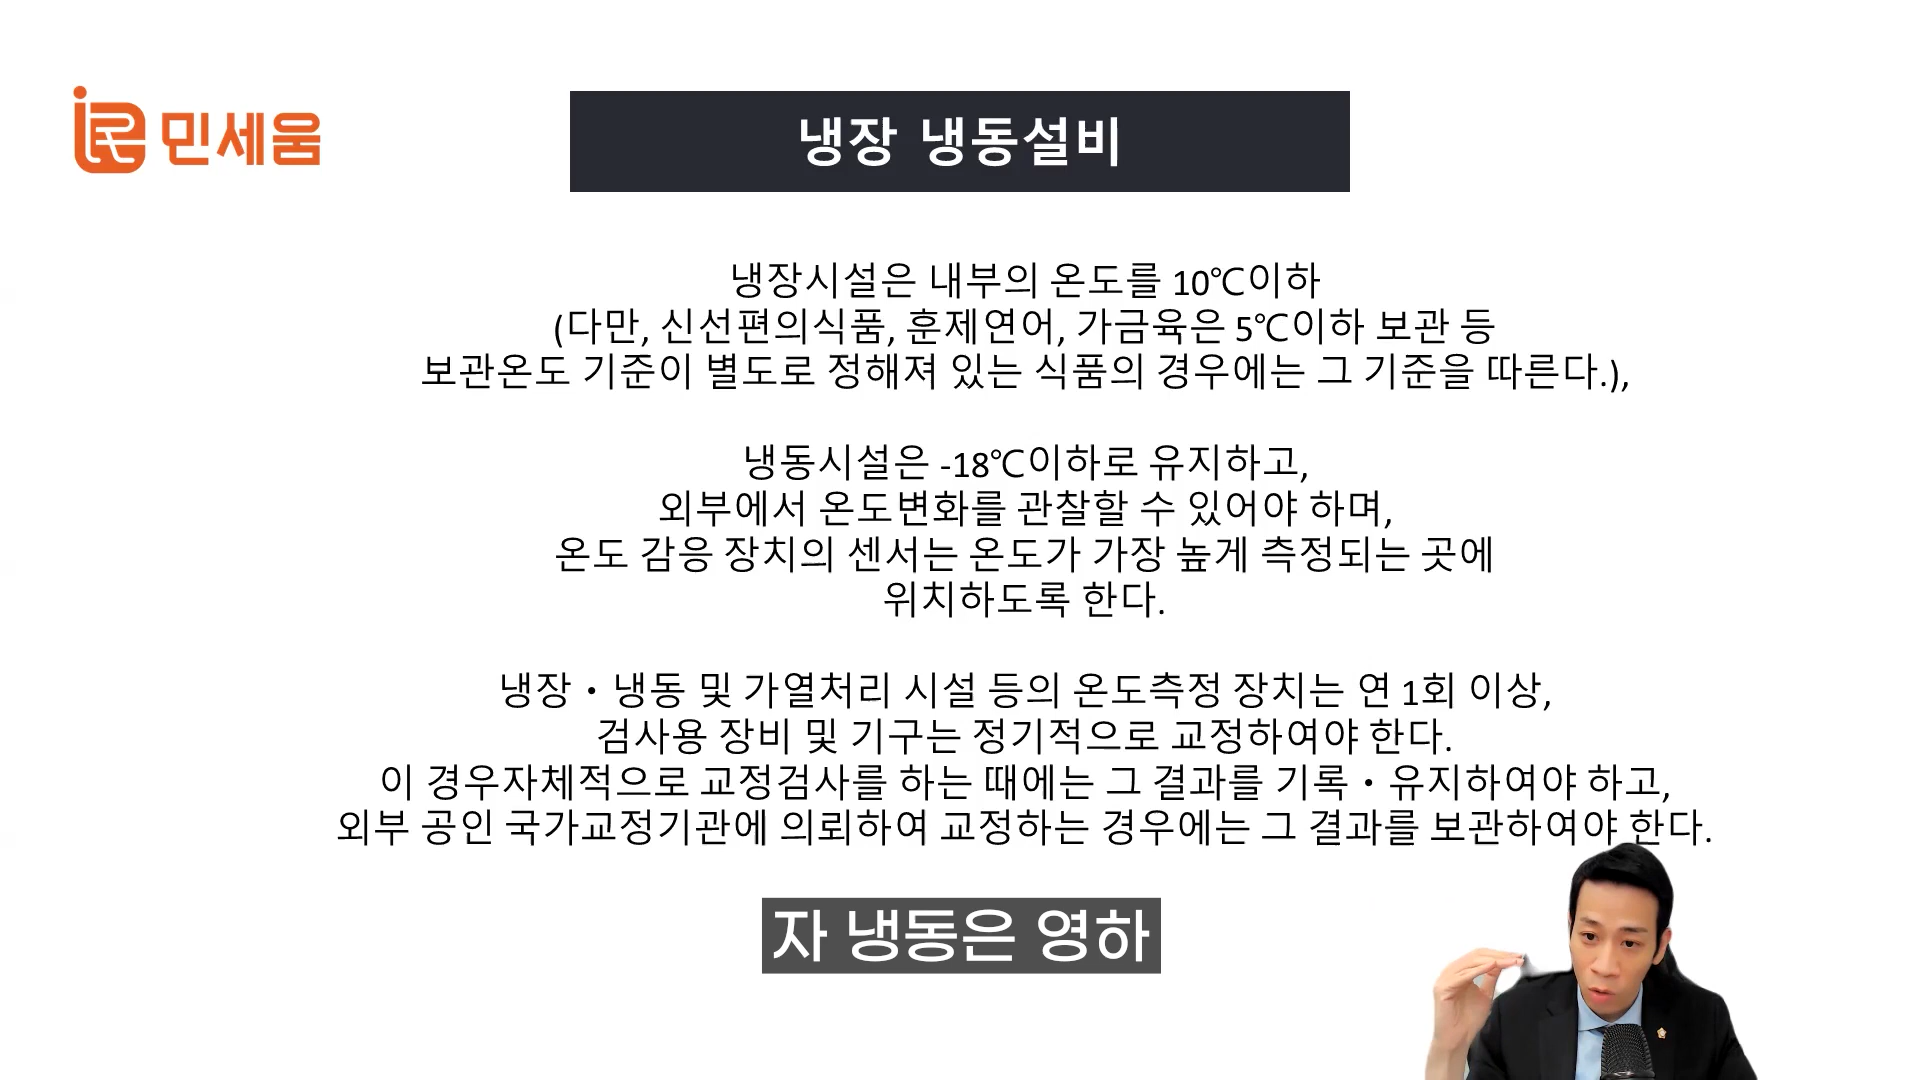 민세움
냉장 냉동설비
냉장시설은 내부의 온도를 10℃이하
(다만, 신선편의식품, 훈제연어, 가금육은 5℃이하 보관 등
보관온도 기준이 별도로 정해져 있는 식품의 경우에는 그 기준을 따른다.),
냉동시설은 -18℃이하로 유지하고,
외부에서 온도변화를 관찰할 수 있어야 하며,
온도 감응 장치의 센서는 온도가 가장 높게 측정되는 곳에
위치하도록 한다.
냉장・냉동 및 가열처리 시설 등의 온도측정 장치는 연 1회 이상,
검사용 장비 및 기구는 정기적으로 교정하여야 한다.
이 경우자체적으로 교정검사를 하는 때에는 그 결과를 기록・유지하여야 하고,
외부 공인 국가교정기관에 의뢰하여 교정하는 경우에는 그 결과를 보관하여야 한다.
자 냉동은 영하